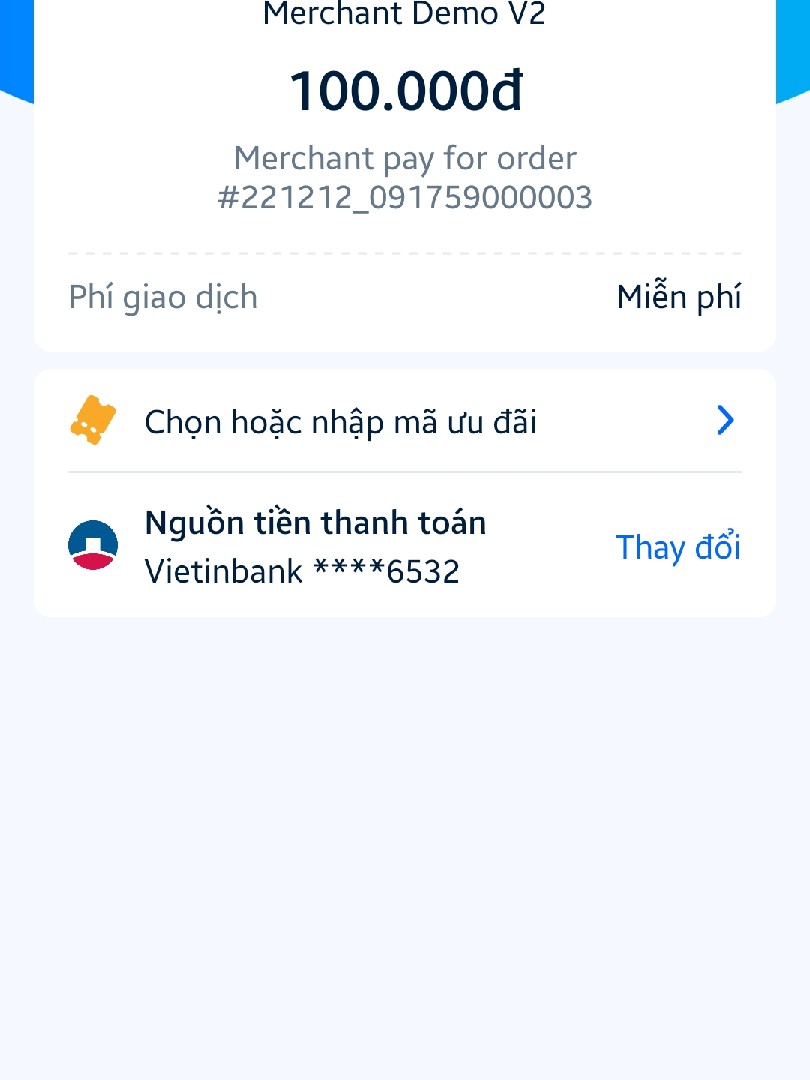 Merchant Demo V2
100.000đ
Merchant pay for order
#221212_091759000003
Phí giao dịch
Miễn phí
Chọn hoặc nhập mã ưu đãi
Nguồn tiền thanh toán
Vietinbank ****6532
Thay đổi